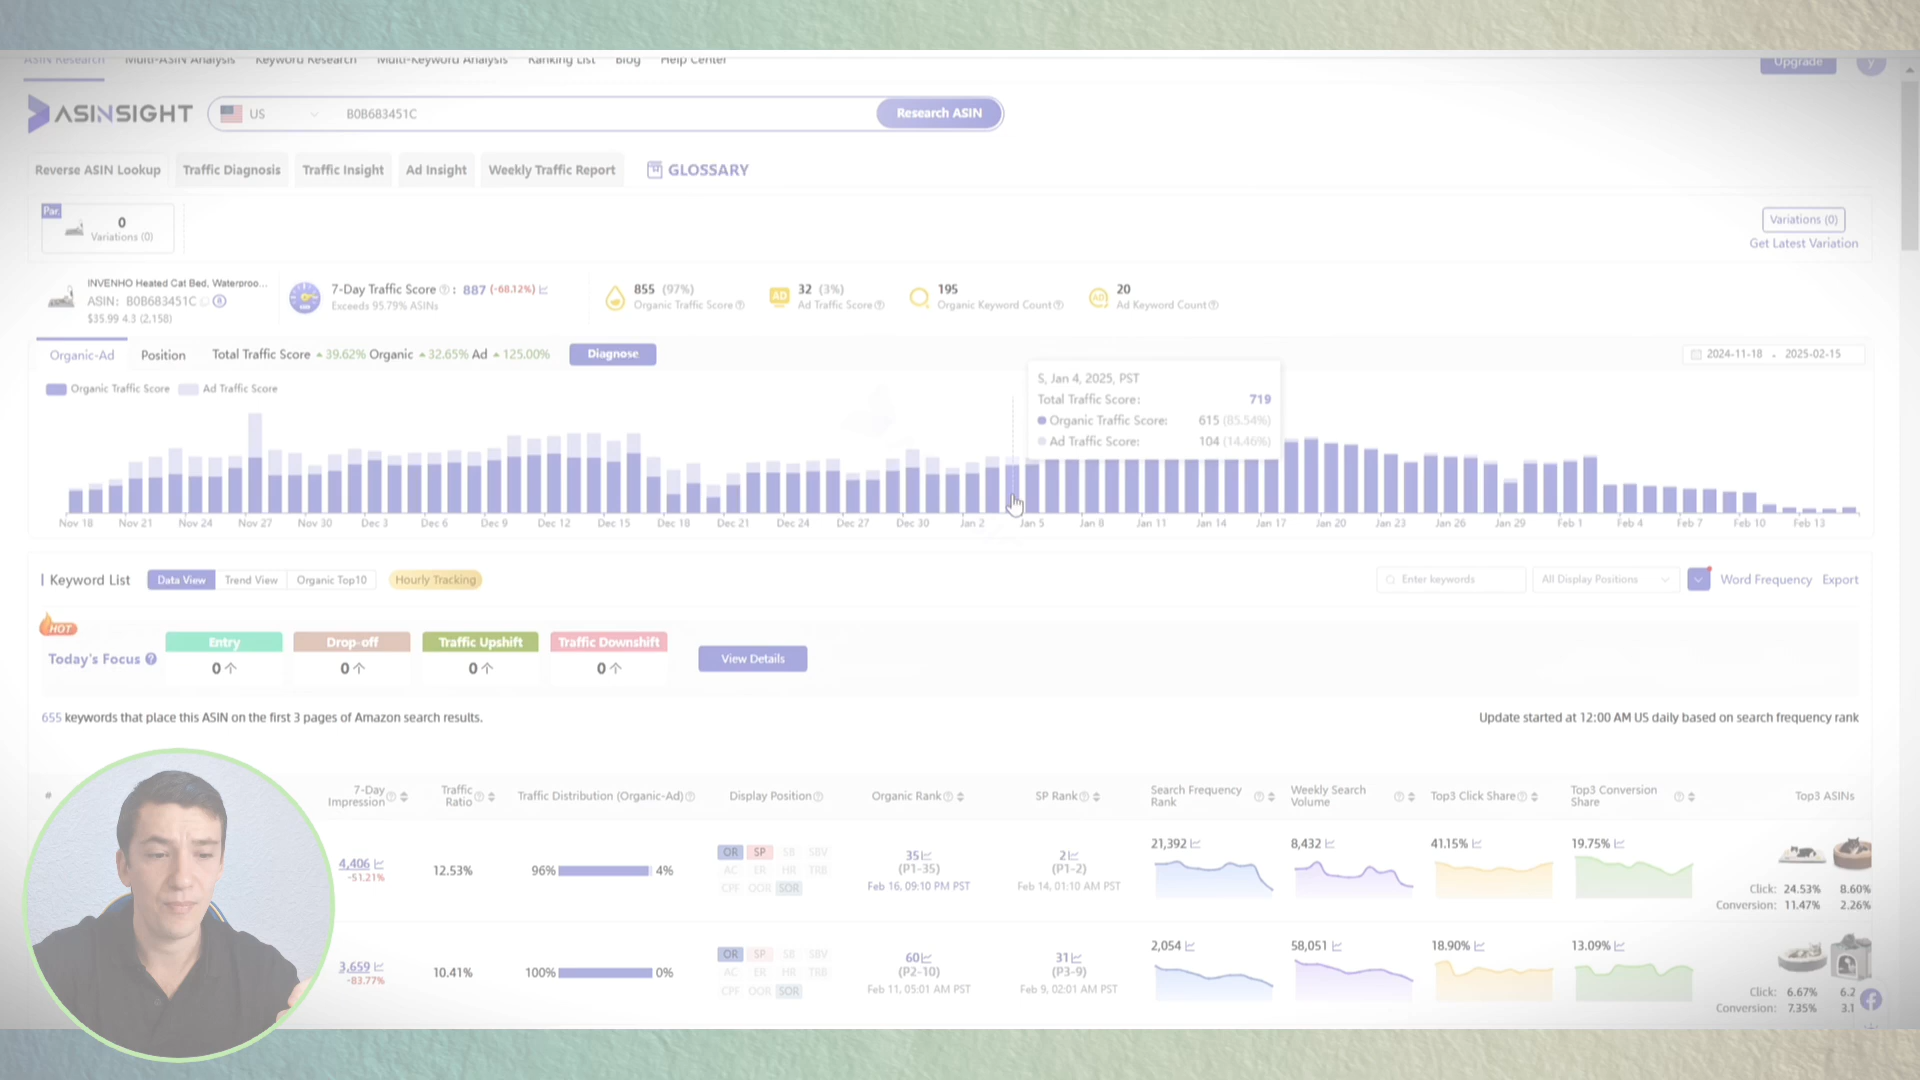 ASIN Research Multi-ASIN Analysis Keyword Research Multi-Keyword Analysis Ranking List Blog Help Center Upgrade y
ASINSIGHT US B0B683451C Research ASIN
Reverse ASIN Lookup Traffic Diagnosis Traffic Insight Ad Insight Weekly Traffic Report GLOSSARY
Par.
0
Variations (0)
Variations (0)
Get Latest Variation
INVENHO Heated Cat Bed, Waterproo...
ASIN: B0B683451C
$35.99 4.3 (2,158)
7-Day Traffic Score : 887 (-68.12%)
Exceeds 95.79% ASINs
855 (97%)
Organic Traffic Score
AD
32 (3%)
Ad Traffic Score
195
Organic Keyword Count
AD
20
Ad Keyword Count
Organic-Ad Position Total Traffic Score 39.62% Organic 32.65% Ad 125.00% Diagnose 2024-11-18 - 2025-02-15
Organic Traffic Score Ad Traffic Score
S, Jan 4, 2025, PST
Total Traffic Score: 719
Organic Traffic Score: 615 (85.54%)
Ad Traffic Score: 104 (14.46%)
Nov 18 Nov 21 Nov 24 Nov 27 Nov 30 Dec 3 Dec 6 Dec 9 Dec 12 Dec 15 Dec 18 Dec 21 Dec 24 Dec 27 Dec 30 Jan 2 Jan 5 Jan 8 Jan 11 Jan 14 Jan 17 Jan 20 Jan 23 Jan 26 Jan 29 Feb 1 Feb 4 Feb 7 Feb 10 Feb 13
Keyword List Data View Trend View Organic Top10 Hourly Tracking Enter keywords All Display Positions Word Frequency Export
HOT
Today's Focus ?
Entry Drop-off Traffic Upshift Traffic Downshift
0 0 0 0
View Details
655 keywords that place this ASIN on the first 3 pages of Amazon search results. Update started at 12:00 AM US daily based on search frequency rank
# 7-Day Impression Traffic Ratio Traffic Distribution (Organic-Ad) Display Position Organic Rank SP Rank Search Frequency Rank Weekly Search Volume Top3 Click Share Top3 Conversion Share Top3 ASINs
4,406
-51.21%
12.53%
96% 4%
OR SP SB SBV
AC ER HR TRB
CPF OOR SOR
35
(P1-35)
Feb 16, 09:10 PM PST
2
(P1-2)
Feb 14, 01:10 AM PST
21,392
8,432
41.15%
19.75%
Click: 24.53% 8.60%
Conversion: 11.47% 2.26%
3,659
-83.77%
10.41%
100% 0%
OR SP SB SBV
AC ER HR TRB
CPF OOR SOR
60
(P2-10)
Feb 11, 05:01 AM PST
31
(P3-9)
Feb 9, 02:01 AM PST
2,054
58,051
18.90%
13.09%
Click: 6.67% 6.2
Conversion: 7.35% 3.1